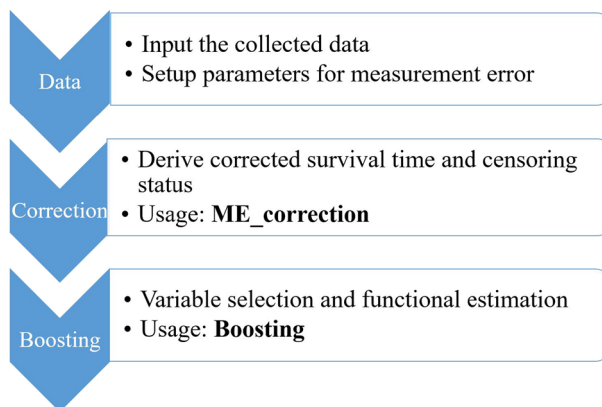 Data
• Input the collected data
• Setup parameters for measurement error
Correction
• Derive corrected survival time and censoring
status
• Usage: ME_correction
Boosting
• Variable selection and functional estimation
• Usage: Boosting